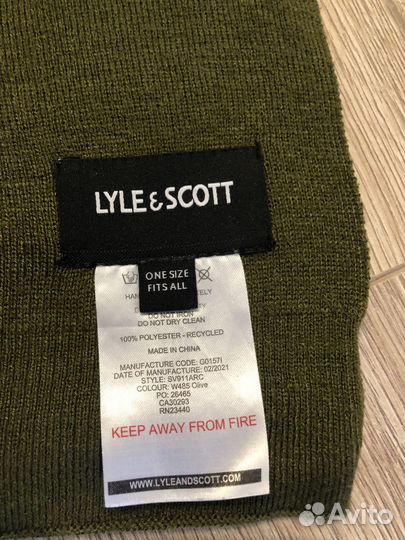 LYLE & SCOTT
ONE SIZE
FITS ALL
DO NOT IRON
DO NOT DRY CLEAN
100% POLYESTER - RECYCLED
MADE IN CHINA
MANUFACTURE CODE: G0157I
DATE OF MANUFACTURE: 02/2021
STYLE: SV911ARC
COLOUR: W485 Olive
PO: 26465
CA30293
RN23440
KEEP AWAY FROM FIRE
WWW.LYLEANDSCOTT.COM
Avito